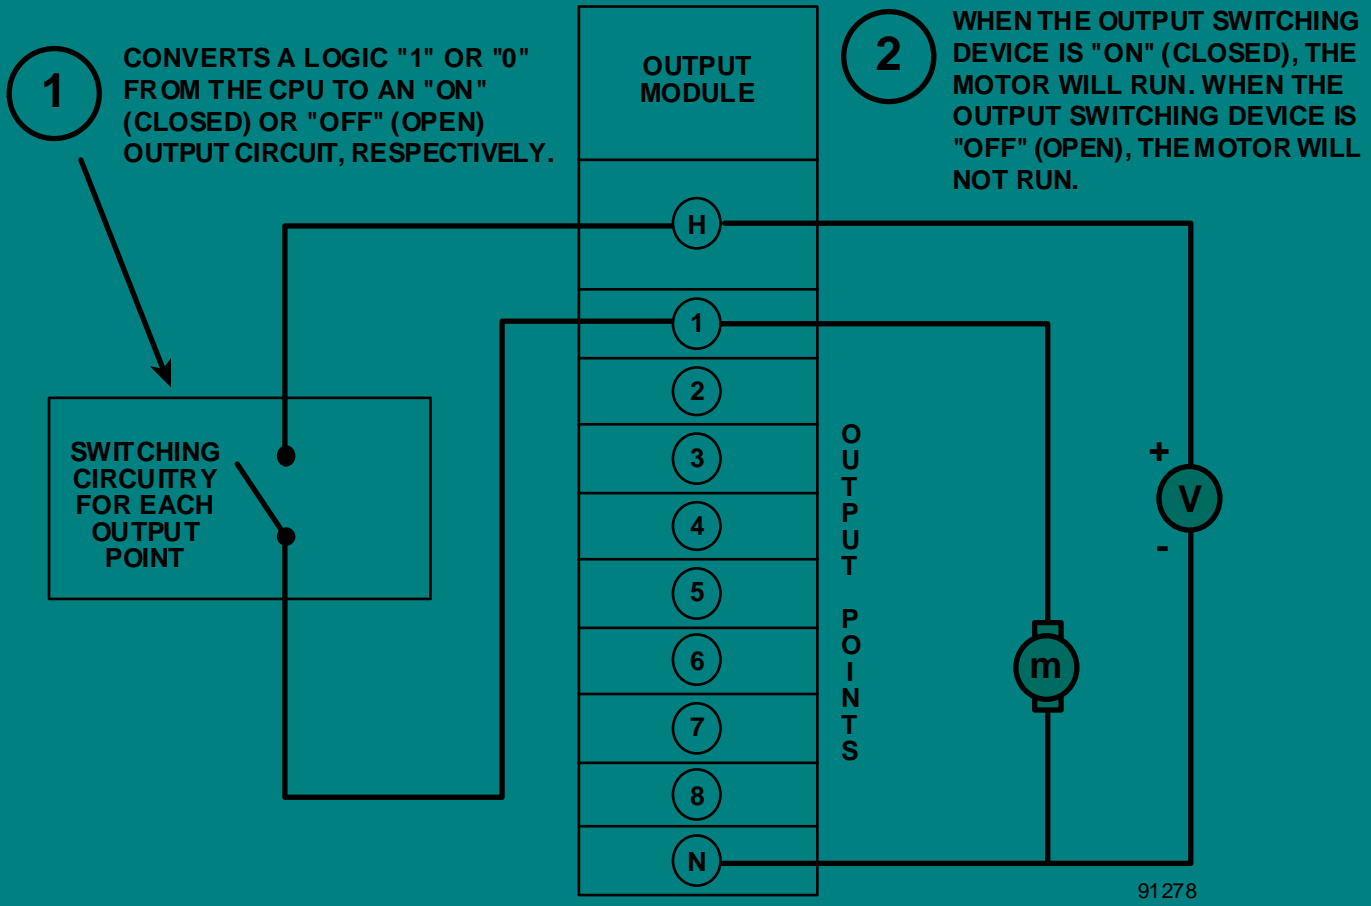 1
CONVERTS A LOGIC "1" OR "0"
FROM THE CPU TO AN "ON"
(CLOSED) OR "OFF" (OPEN)
OUTPUT CIRCUIT, RESPECTIVELY.
OUTPUT
MODULE
2
WHEN THE OUTPUT SWITCHING
DEVICE IS "ON" (CLOSED), THE
MOTOR WILL RUN. WHEN THE
OUTPUT SWITCHING DEVICE IS
"OFF" (OPEN), THE MOTOR WILL
NOT RUN.
H
1
2
3
4
5
6
7
8
N
SWITCHING
CIRCUITRY
FOR EACH
OUTPUT
POINT
OUTPUT POINTS
+
V
-
m
91278